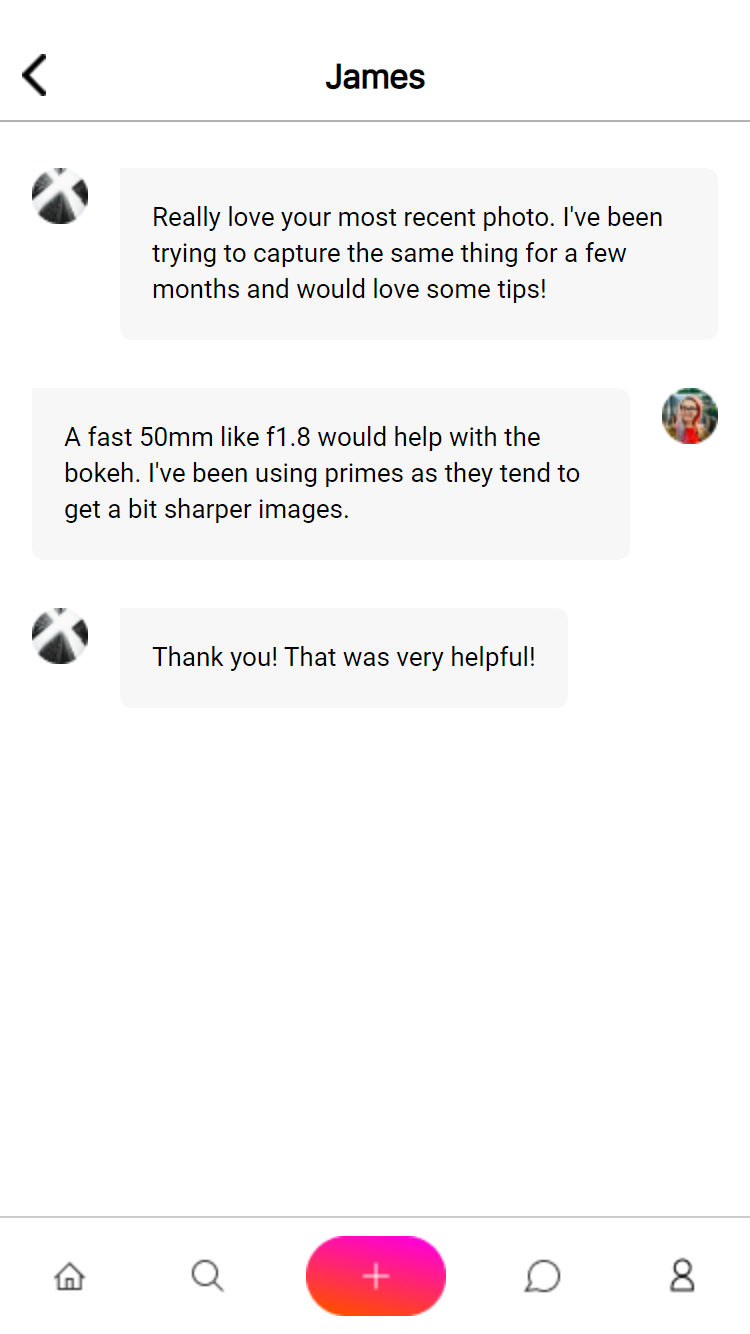 James
Really love your most recent photo. I've been
trying to capture the same thing for a few
months and would love some tips!
A fast 50mm like f1.8 would help with the
bokeh. I've been using primes as they tend to
get a bit sharper images.
Thank you! That was very helpful!